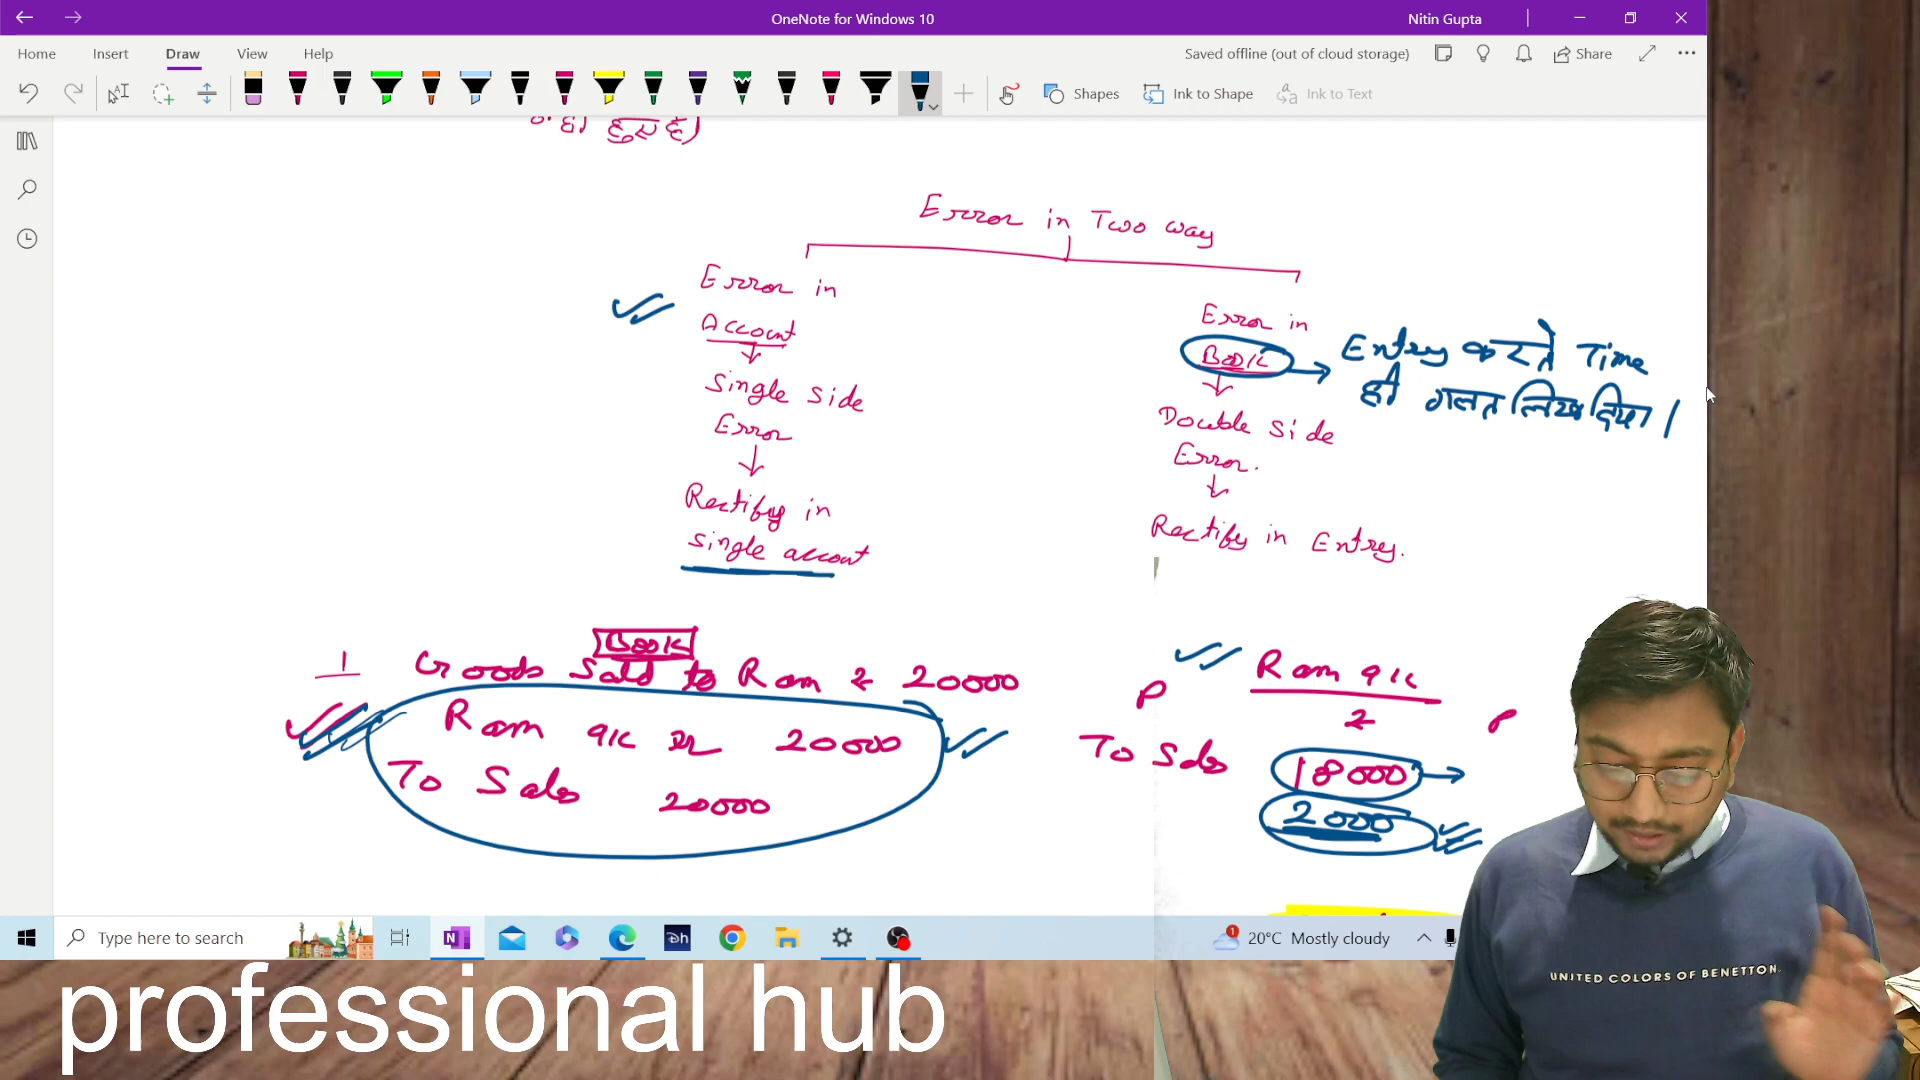 OneNote for Windows 10
Nitin Gupta
Home Insert Draw View Help
Saved offline (out of cloud storage)
Share
Shapes
Ink to Shape
Ink to Text
Error in Two way
Error in
Account
Single side
Error
Rectify in
single account
Error in
Book
Double side
Error.
Rectify in Entry.
Entry करते Time
ही गलत लिख दिया।
Book
1 Goods Sold to Ram ₹ 20000
Ram a/c Dr 20000
To Sales 20000
Ram a/c
P ₹ P
To Sales 18000
2000
Type here to search
Dh
1
20°C Mostly cloudy
professional hub
UNITED COLORS OF BENETTON.